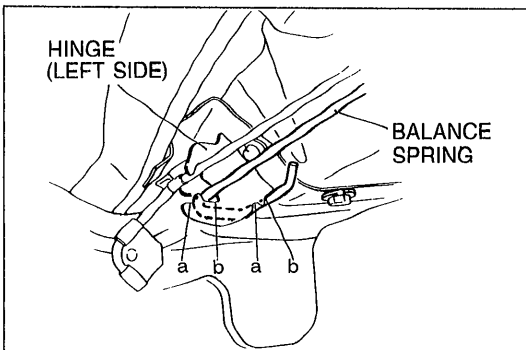 HINGE
(LEFT SIDE)
BALANCE
SPRING
a b a b